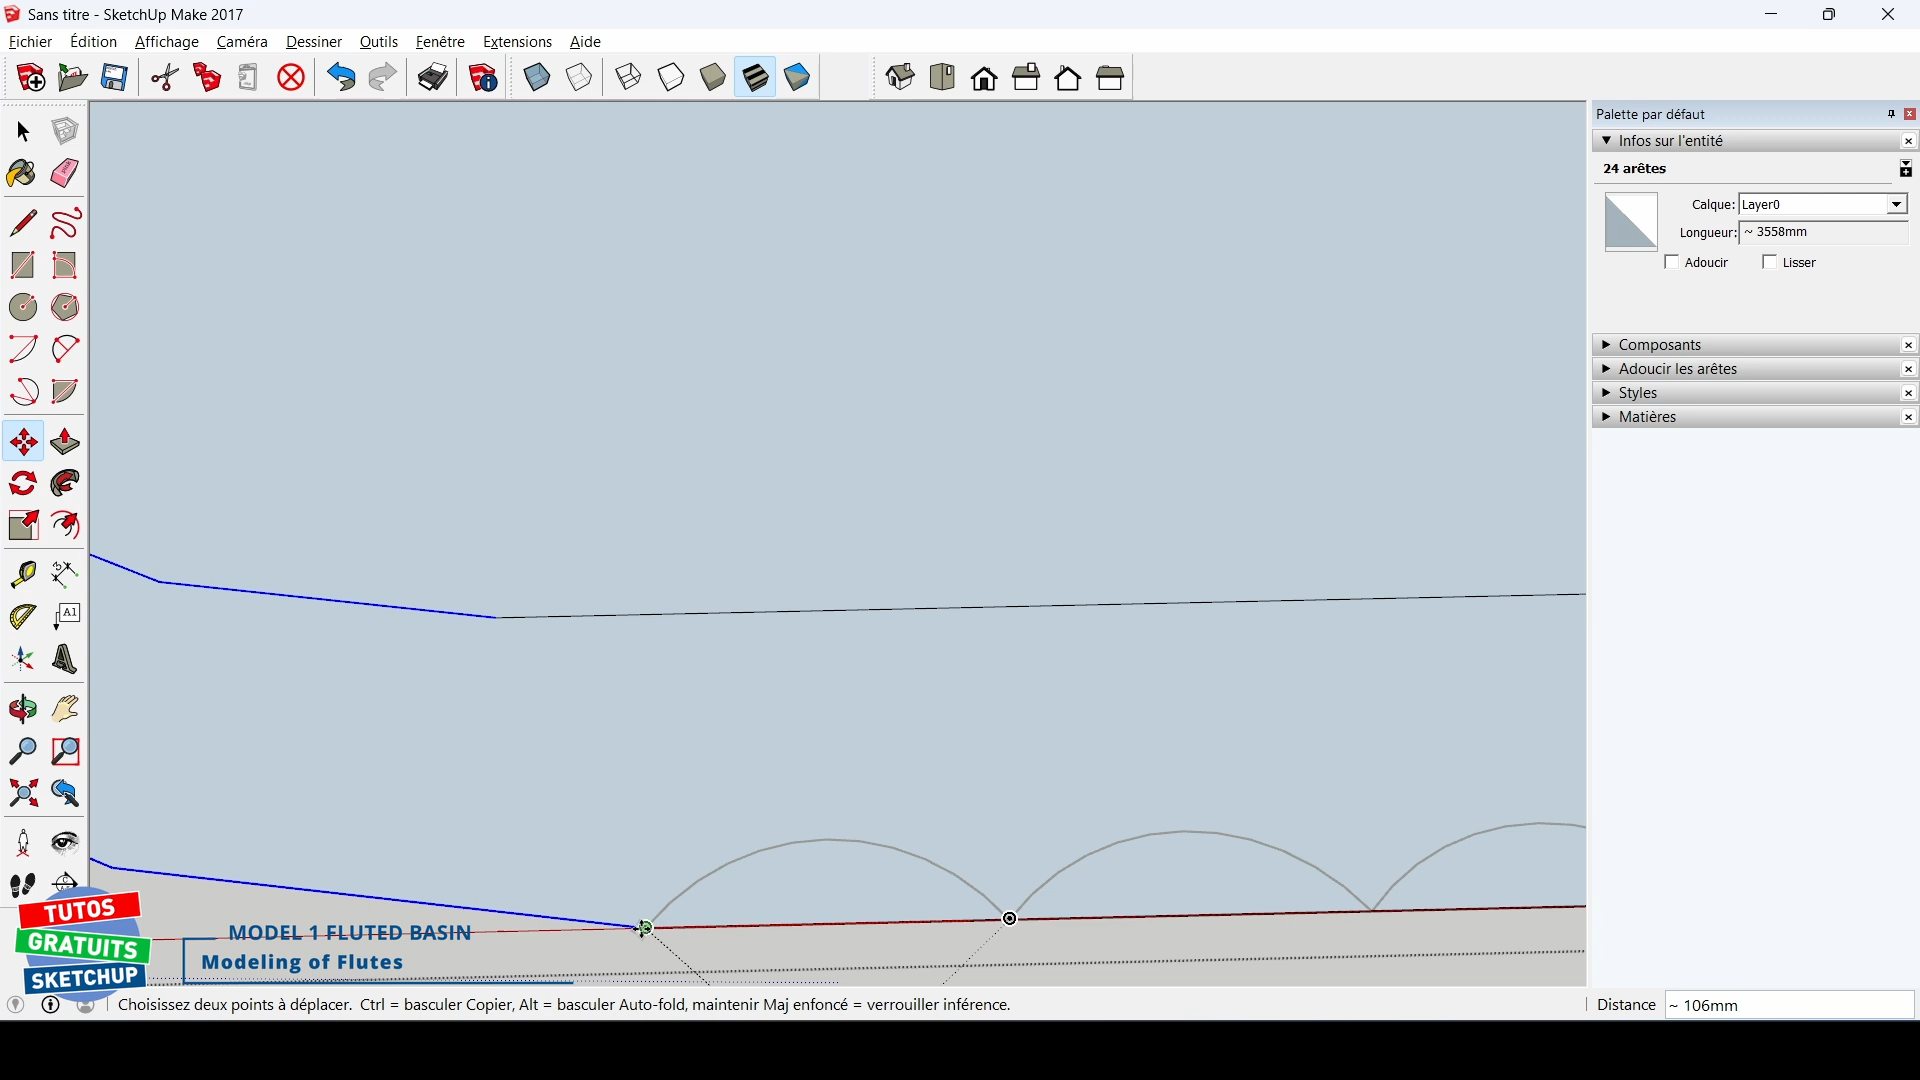 Sans titre - SketchUp Make 2017
Fichier Édition Affichage Caméra Dessiner Outils Fenêtre Extensions Aide
Palette par défaut
Infos sur l'entité
24 arêtes
Calque: Layer0
Longueur: ~ 3558mm
Adoucir Lisser
Composants
Adoucir les arêtes
Styles
Matières
A1
TUTOS
GRATUITS
SKETCHUP
MODEL 1 FLUTED BASIN
Modeling of Flutes
Choisissez deux points à déplacer. Ctrl = basculer Copier, Alt = basculer Auto-fold, maintenir Maj enfoncé = verrouiller inférence.
Distance ~ 106mm